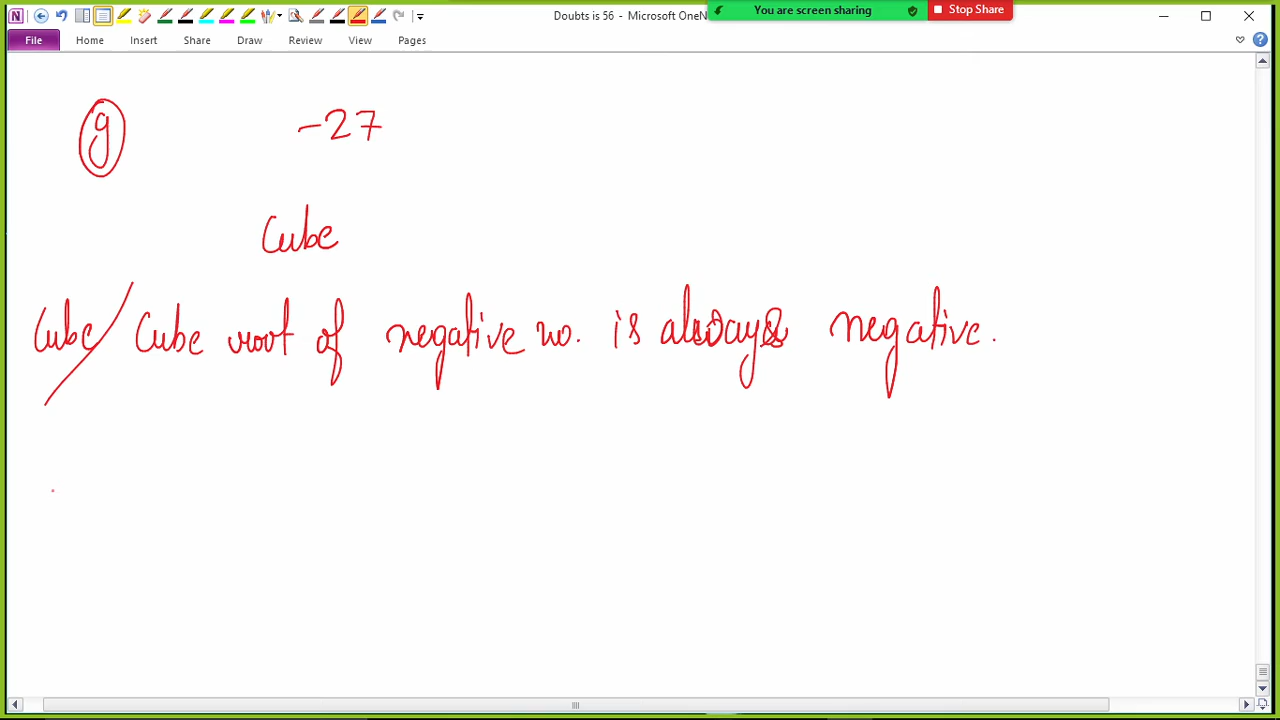 Doubts is 56 - Microsoft OneN
You are screen sharing
Stop Share
File Home Insert Share Draw Review View Pages
g -27
Cube
Cube/ Cube root of negative no. is always negative.